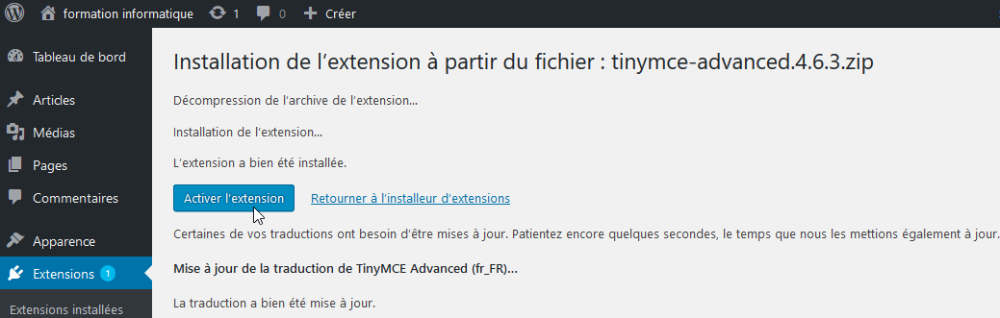 formation informatique 1 0 Créer
Tableau de bord
Articles
Médias
Pages
Commentaires
Apparence
Extensions 1
Extensions installées
Installation de l'extension à partir du fichier : tinymce-advanced.4.6.3.zip
Décompression de l'archive de l'extension…
Installation de l'extension…
L'extension a bien été installée.
Activer l'extension Retourner à l'installeur d'extensions
Certaines de vos traductions ont besoin d'être mises à jour. Patientez encore quelques secondes, le temps que nous les mettions également à jour.
Mise à jour de la traduction de TinyMCE Advanced (fr_FR)…
La traduction a bien été mise à jour.